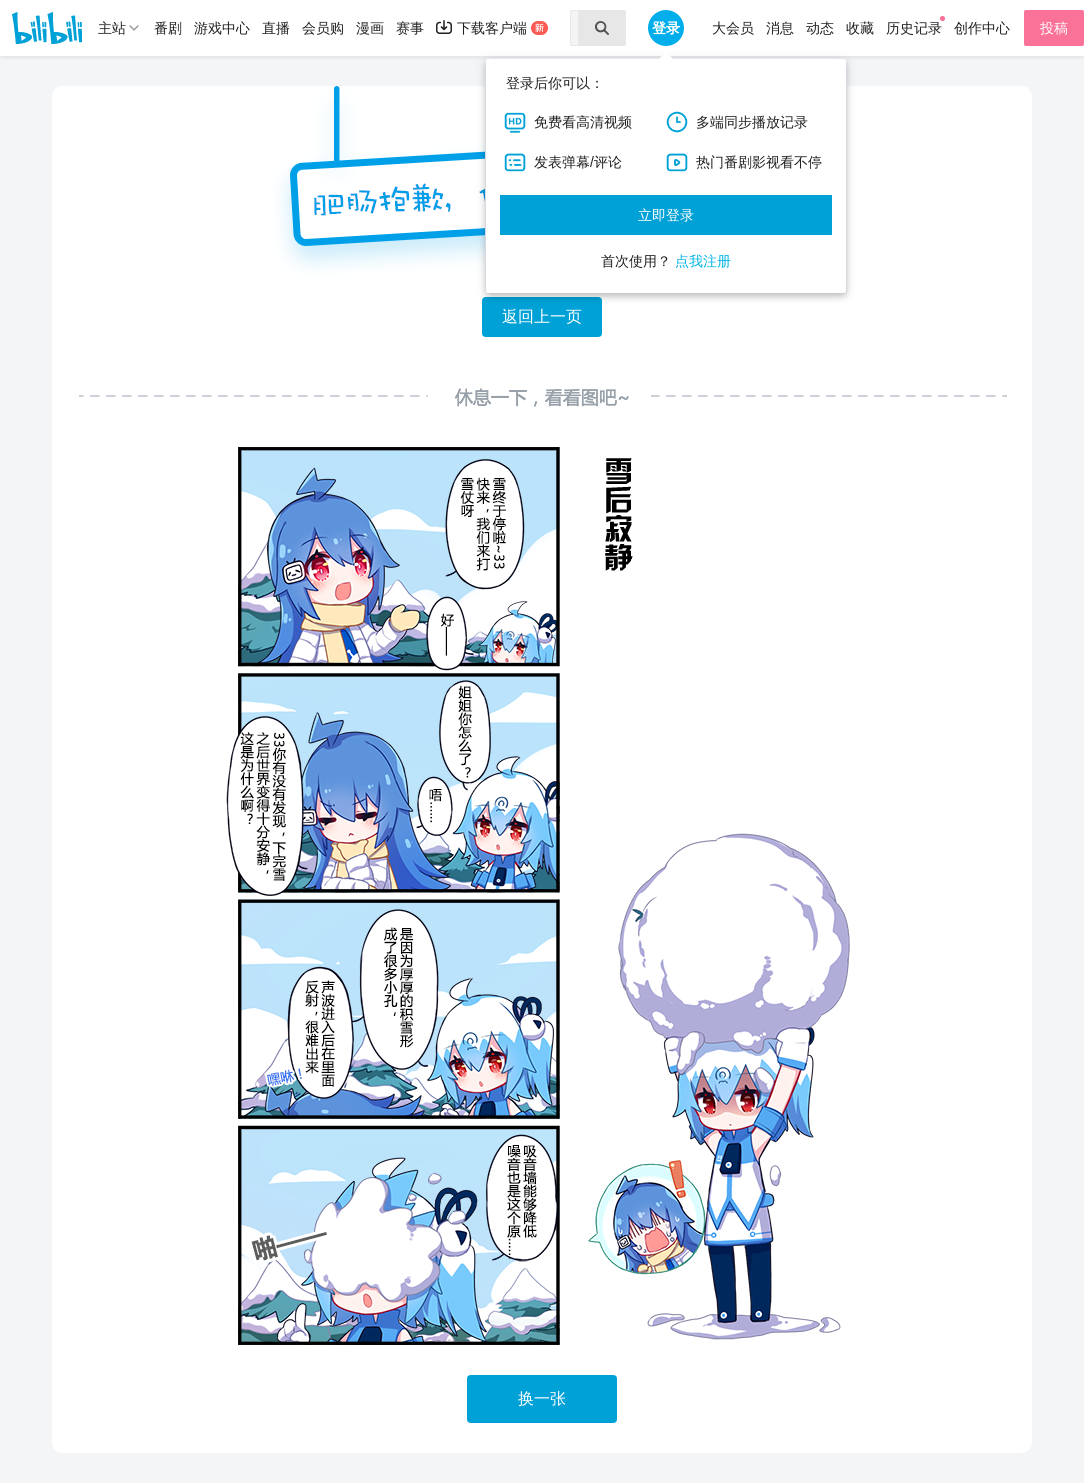 bilibili 主站 番剧 游戏中心 直播 会员购 漫画 赛事 下载客户端 新 登录 大会员 消息 动态 收藏 历史记录 创作中心 投稿
登录后你可以：
HD 免费看高清视频 多端同步播放记录
发表弹幕/评论 热门番剧影视看不停
立即登录
首次使用？ 点我注册
肥肠抱歉，
返回上一页
休息一下，看看图吧~
雪后寂静
雪终于停啦~33
快来，我们来打
雪仗呀
好——
姐姐你怎么了？
唔……
33你有没有发现，下完雪
之后世界变得十分安静，
这是为什么啊？
是因为厚厚的积雪形
成了很多小孔，
声波进入后在里面
反射，很难出来
嘿咻！
吸音墙能够降低
噪音也是这个原……
啪——
换一张